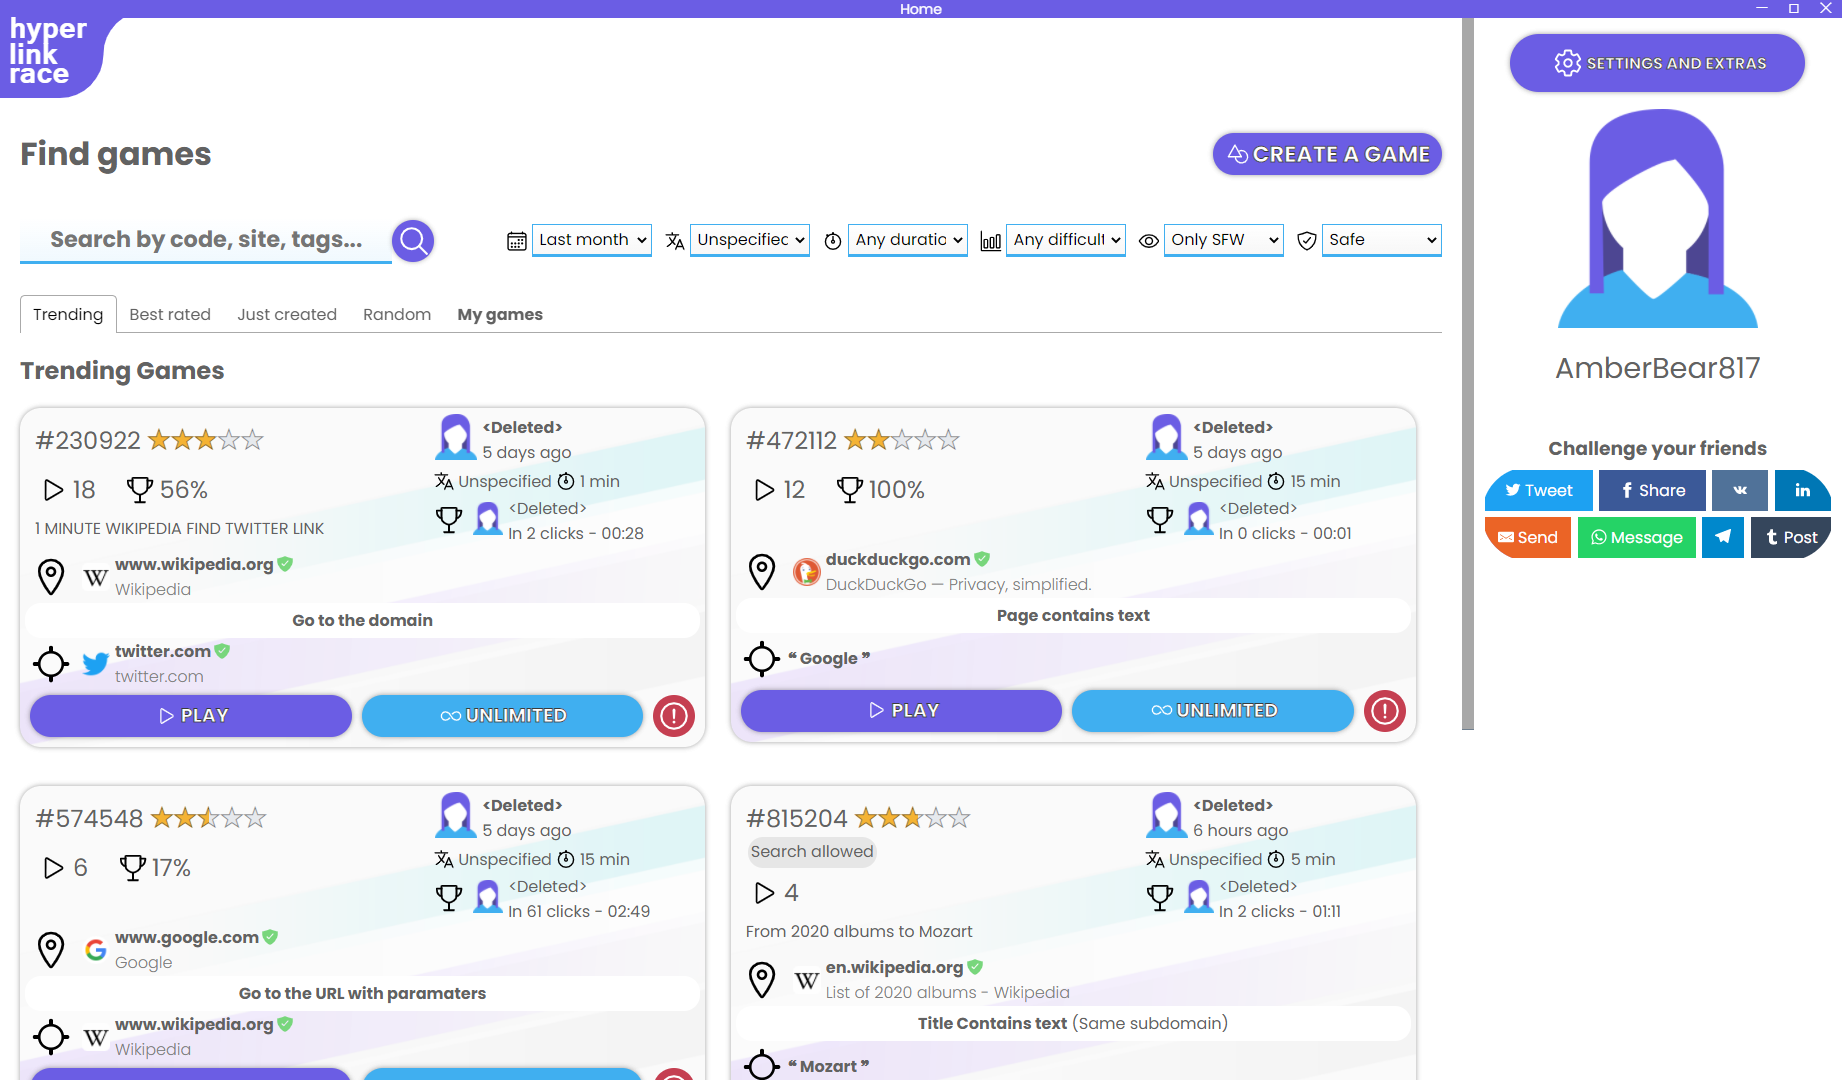 Home
hyper
link
race
SETTINGS AND EXTRAS
Find games
CREATE A GAME
Search by code, site, tags...
Last month
Unspecified
Any duratio
Any difficult
Only SFW
Safe
Trending
Best rated
Just created
Random
My games
AmberBear817
Trending Games
Challenge your friends
Tweet
Share
in
Send
Message
t Post
#230922
<Deleted>
5 days ago
18
56%
Unspecified
1 min
<Deleted>
In 2 clicks - 00:28
1 MINUTE WIKIPEDIA FIND TWITTER LINK
W
www.wikipedia.org
Wikipedia
Go to the domain
twitter.com
twitter.com
PLAY
UNLIMITED
#472112
<Deleted>
5 days ago
12
100%
Unspecified
15 min
<Deleted>
In 0 clicks - 00:01
duckduckgo.com
DuckDuckGo — Privacy, simplified.
Page contains text
❝ Google ❞
PLAY
UNLIMITED
#574548
<Deleted>
5 days ago
6
17%
Unspecified
15 min
<Deleted>
In 61 clicks - 02:49
G
www.google.com
Google
Go to the URL with paramaters
W
www.wikipedia.org
Wikipedia
#815204
Search allowed
<Deleted>
6 hours ago
4
Unspecified
5 min
<Deleted>
In 2 clicks - 01:11
From 2020 albums to Mozart
W
en.wikipedia.org
List of 2020 albums - Wikipedia
Title Contains text (Same subdomain)
❝ Mozart ❞